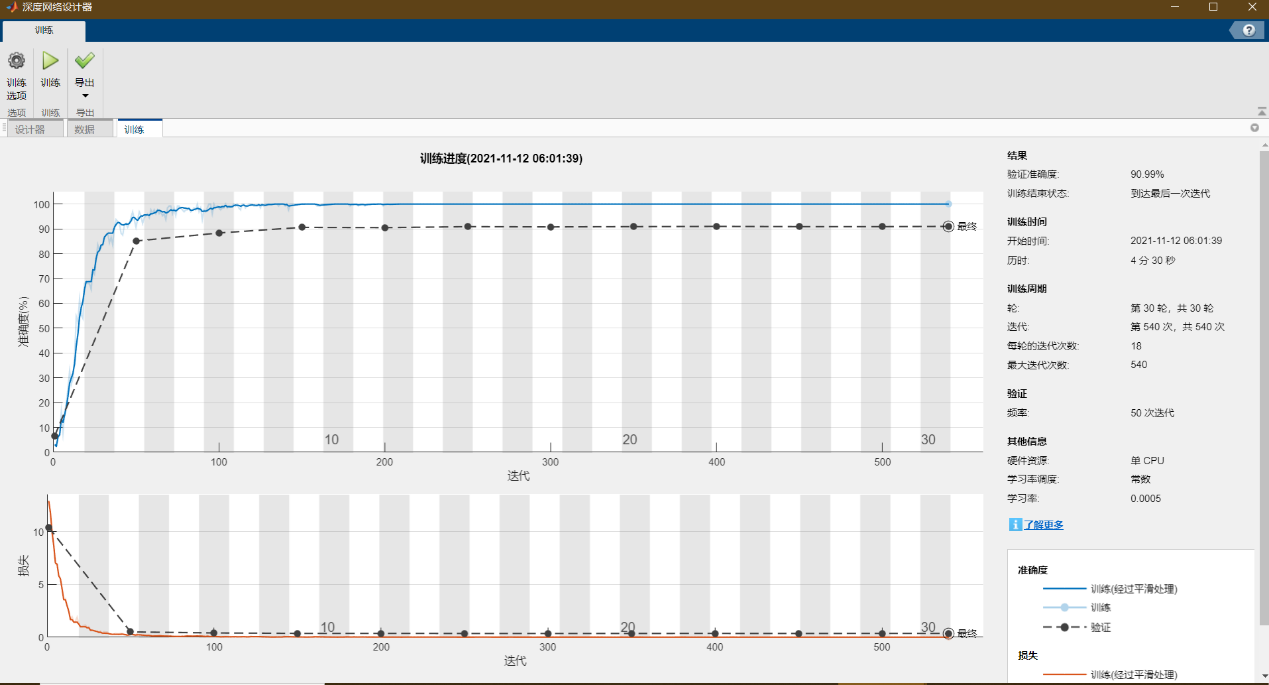 深度网络设计器
训练
训练选项
训练
导出
选项
训练
导出
设计器
数据
训练
训练进度(2021-11-12 06:01:39)
准确度(%)
100
90
80
70
60
50
40
30
20
10
0
10
20
30
最终
0
100
200
300
400
500
迭代
损失
10
5
0
10
20
30
最终
0
100
200
300
400
500
迭代
结果
验证准确度: 90.99%
训练结束状态: 到达最后一次迭代
训练时间
开始时间: 2021-11-12 06:01:39
历时: 4 分 30 秒
训练周期
轮: 第 30 轮，共 30 轮
迭代: 第 540 次，共 540 次
每轮的迭代次数: 18
最大迭代次数: 540
验证
频率: 50 次迭代
其他信息
硬件资源: 单 CPU
学习率调度: 常数
学习率: 0.0005
了解更多
准确度
训练(经过平滑处理)
训练
验证
损失
训练(经过平滑处理)